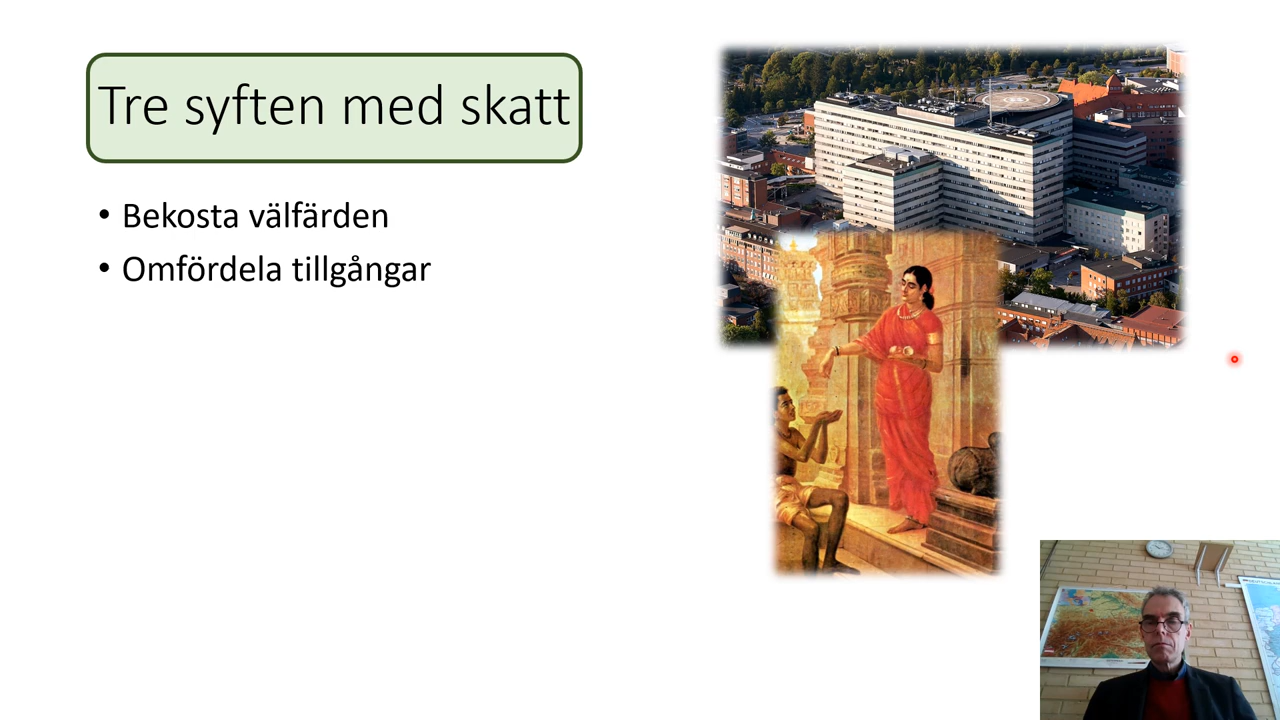 Tre syften med skatt
• Bekosta välfärden
• Omfördela tillgångar